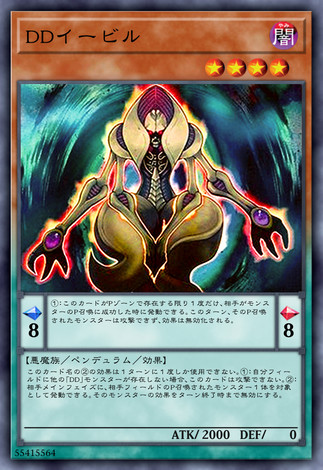 DDイービル
闇
やみ
①:このカードがPゾーンで存在する限り1度だけ、相手がモンス
ターのP召喚に成功した時に発動できる。このターン、そのP召喚
されたモンスターは攻撃できず、効果は無効化される。
8
8
【悪魔族/ペンデュラム/効果】
このカード名の②の効果は1ターンに1度しか使用できない。①:自分フィ
ールドに他の「DD」モンスターが存在しない場合、このカードは攻撃できない。②:
相手メインフェイズに、相手フィールドのP召喚されたモンスター1体を対象
として発動できる。そのモンスターの効果をターン終了時まで無効にする。
ATK/ 2000 DEF/ 0
55415564